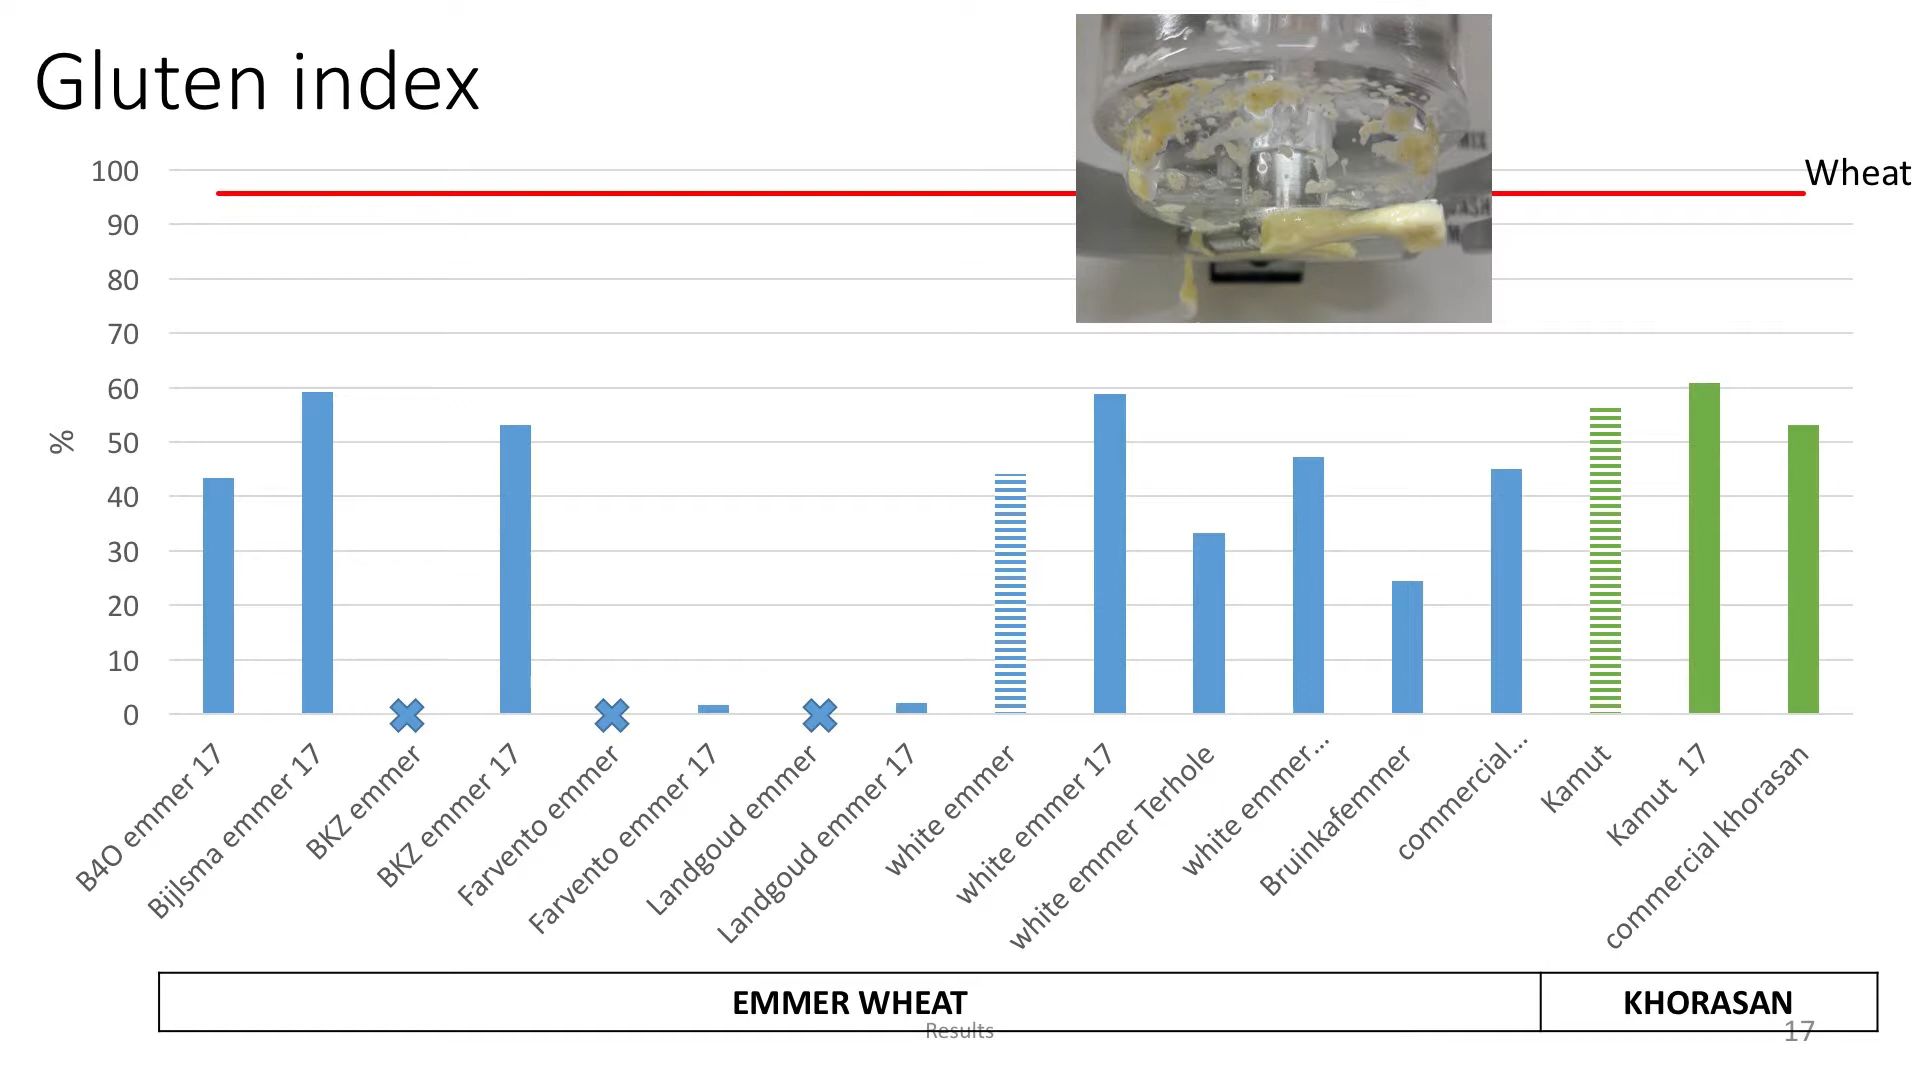 Gluten index
Wheat
100
90
80
70
60
50
40
30
20
10
0
%
B4O emmer 17
Bijlsma emmer 17
BKZ emmer
BKZ emmer 17
Farvento emmer
Farvento emmer 17
Landgoud emmer
Landgoud emmer 17
white emmer
white emmer 17
white emmer Terhole
white emmer...
Bruinkafemmer
commercial...
Kamut
Kamut 17
commercial khorasan
EMMER WHEAT
KHORASAN
Results
17